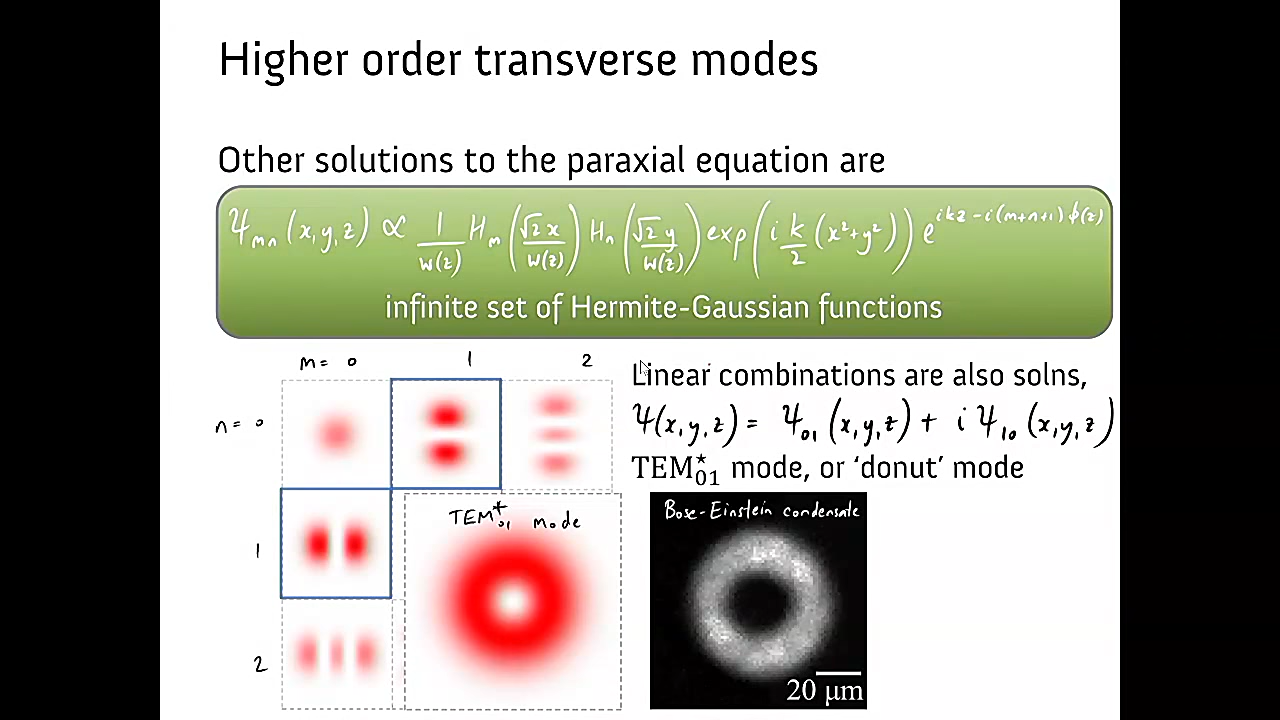 Higher order transverse modes
Other solutions to the paraxial equation are
Ψₘₙ(x,y,z) ∝ 1/w(z) Hₘ(√2x/w(z)) Hₙ(√2y/w(z)) exp(i k/2 (x²+y²)) e^{ikz-i(m+n+1)ϕ(z)}
infinite set of Hermite-Gaussian functions
m= 0 1 2
n= 0
1
2
Linear combinations are also solns,
Ψ(x,y,z) = Ψ₀₁(x,y,z) + i Ψ₁₀(x,y,z)
TEM*₀₁ mode, or ‘donut’ mode
TEM*₀₁ mode
Bose-Einstein condensate
20 µm